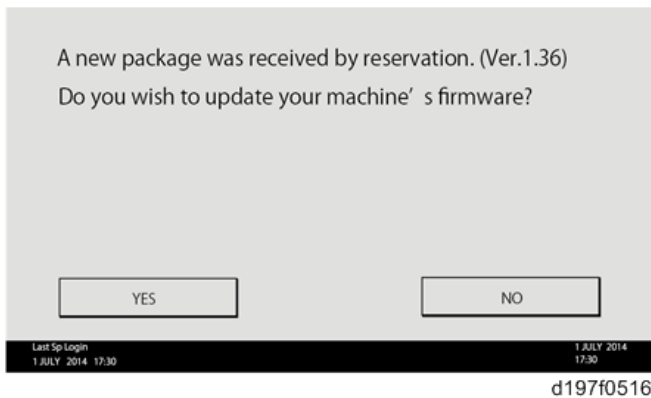 A new package was received by reservation. (Ver.1.36)
Do you wish to update your machine’ s firmware?
YES
NO
Last Sp Login
1 JULY 2014 17:30
1 JULY 2014
17:30
d197f0516